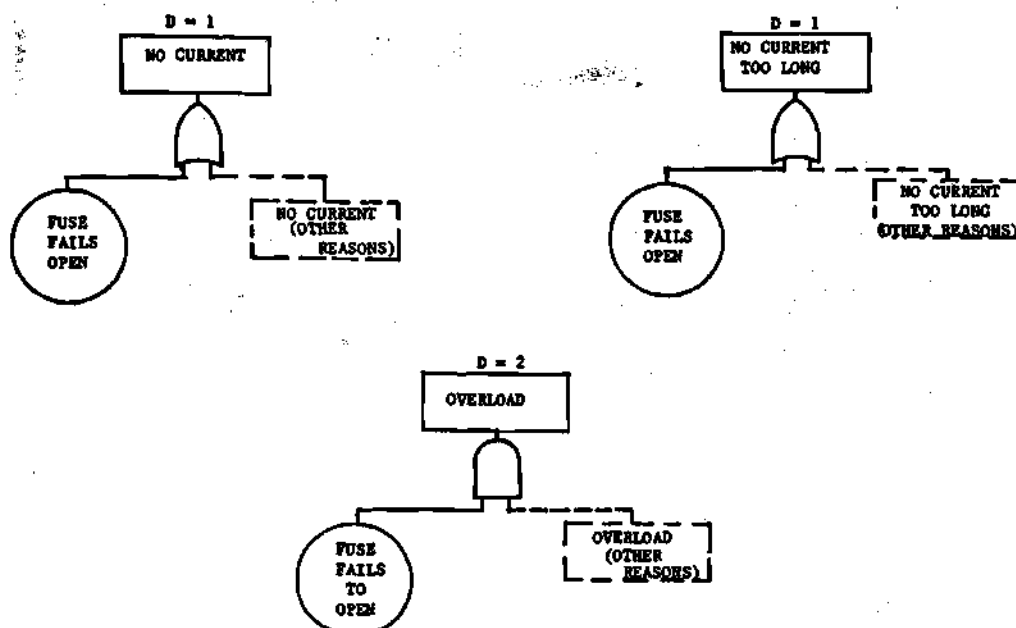 D = 1
NO CURRENT
FUSE
FAILS
OPEN
NO CURRENT
(OTHER
REASONS)
D = 1
NO CURRENT
TOO LONG
FUSE
FAILS
OPEN
NO CURRENT
TOO LONG
(OTHER REASONS)
D = 2
OVERLOAD
FUSE
FAILS
TO
OPEN
OVERLOAD
(OTHER
REASONS)